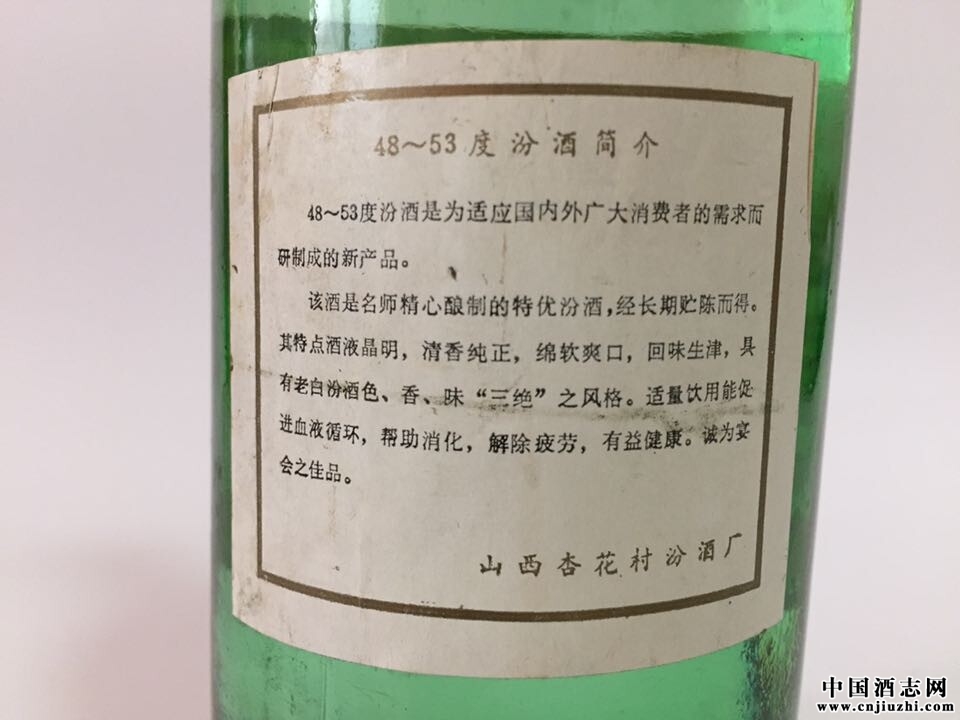 48～53度汾酒简介
48～53度汾酒是为适应国内外广大消费者的需求而
研制成的新产品。
该酒是名师精心酿制的特优汾酒，经长期贮陈而得。
其特点酒液晶明，清香纯正，绵软爽口，回味生津，具
有老白汾酒色、香、味“三绝”之风格。适量饮用能促
进血液循环，帮助消化，解除疲劳，有益健康。诚为宴
会之佳品。
山西杏花村汾酒厂
中国酒志网
www.cnjiuzhi.com